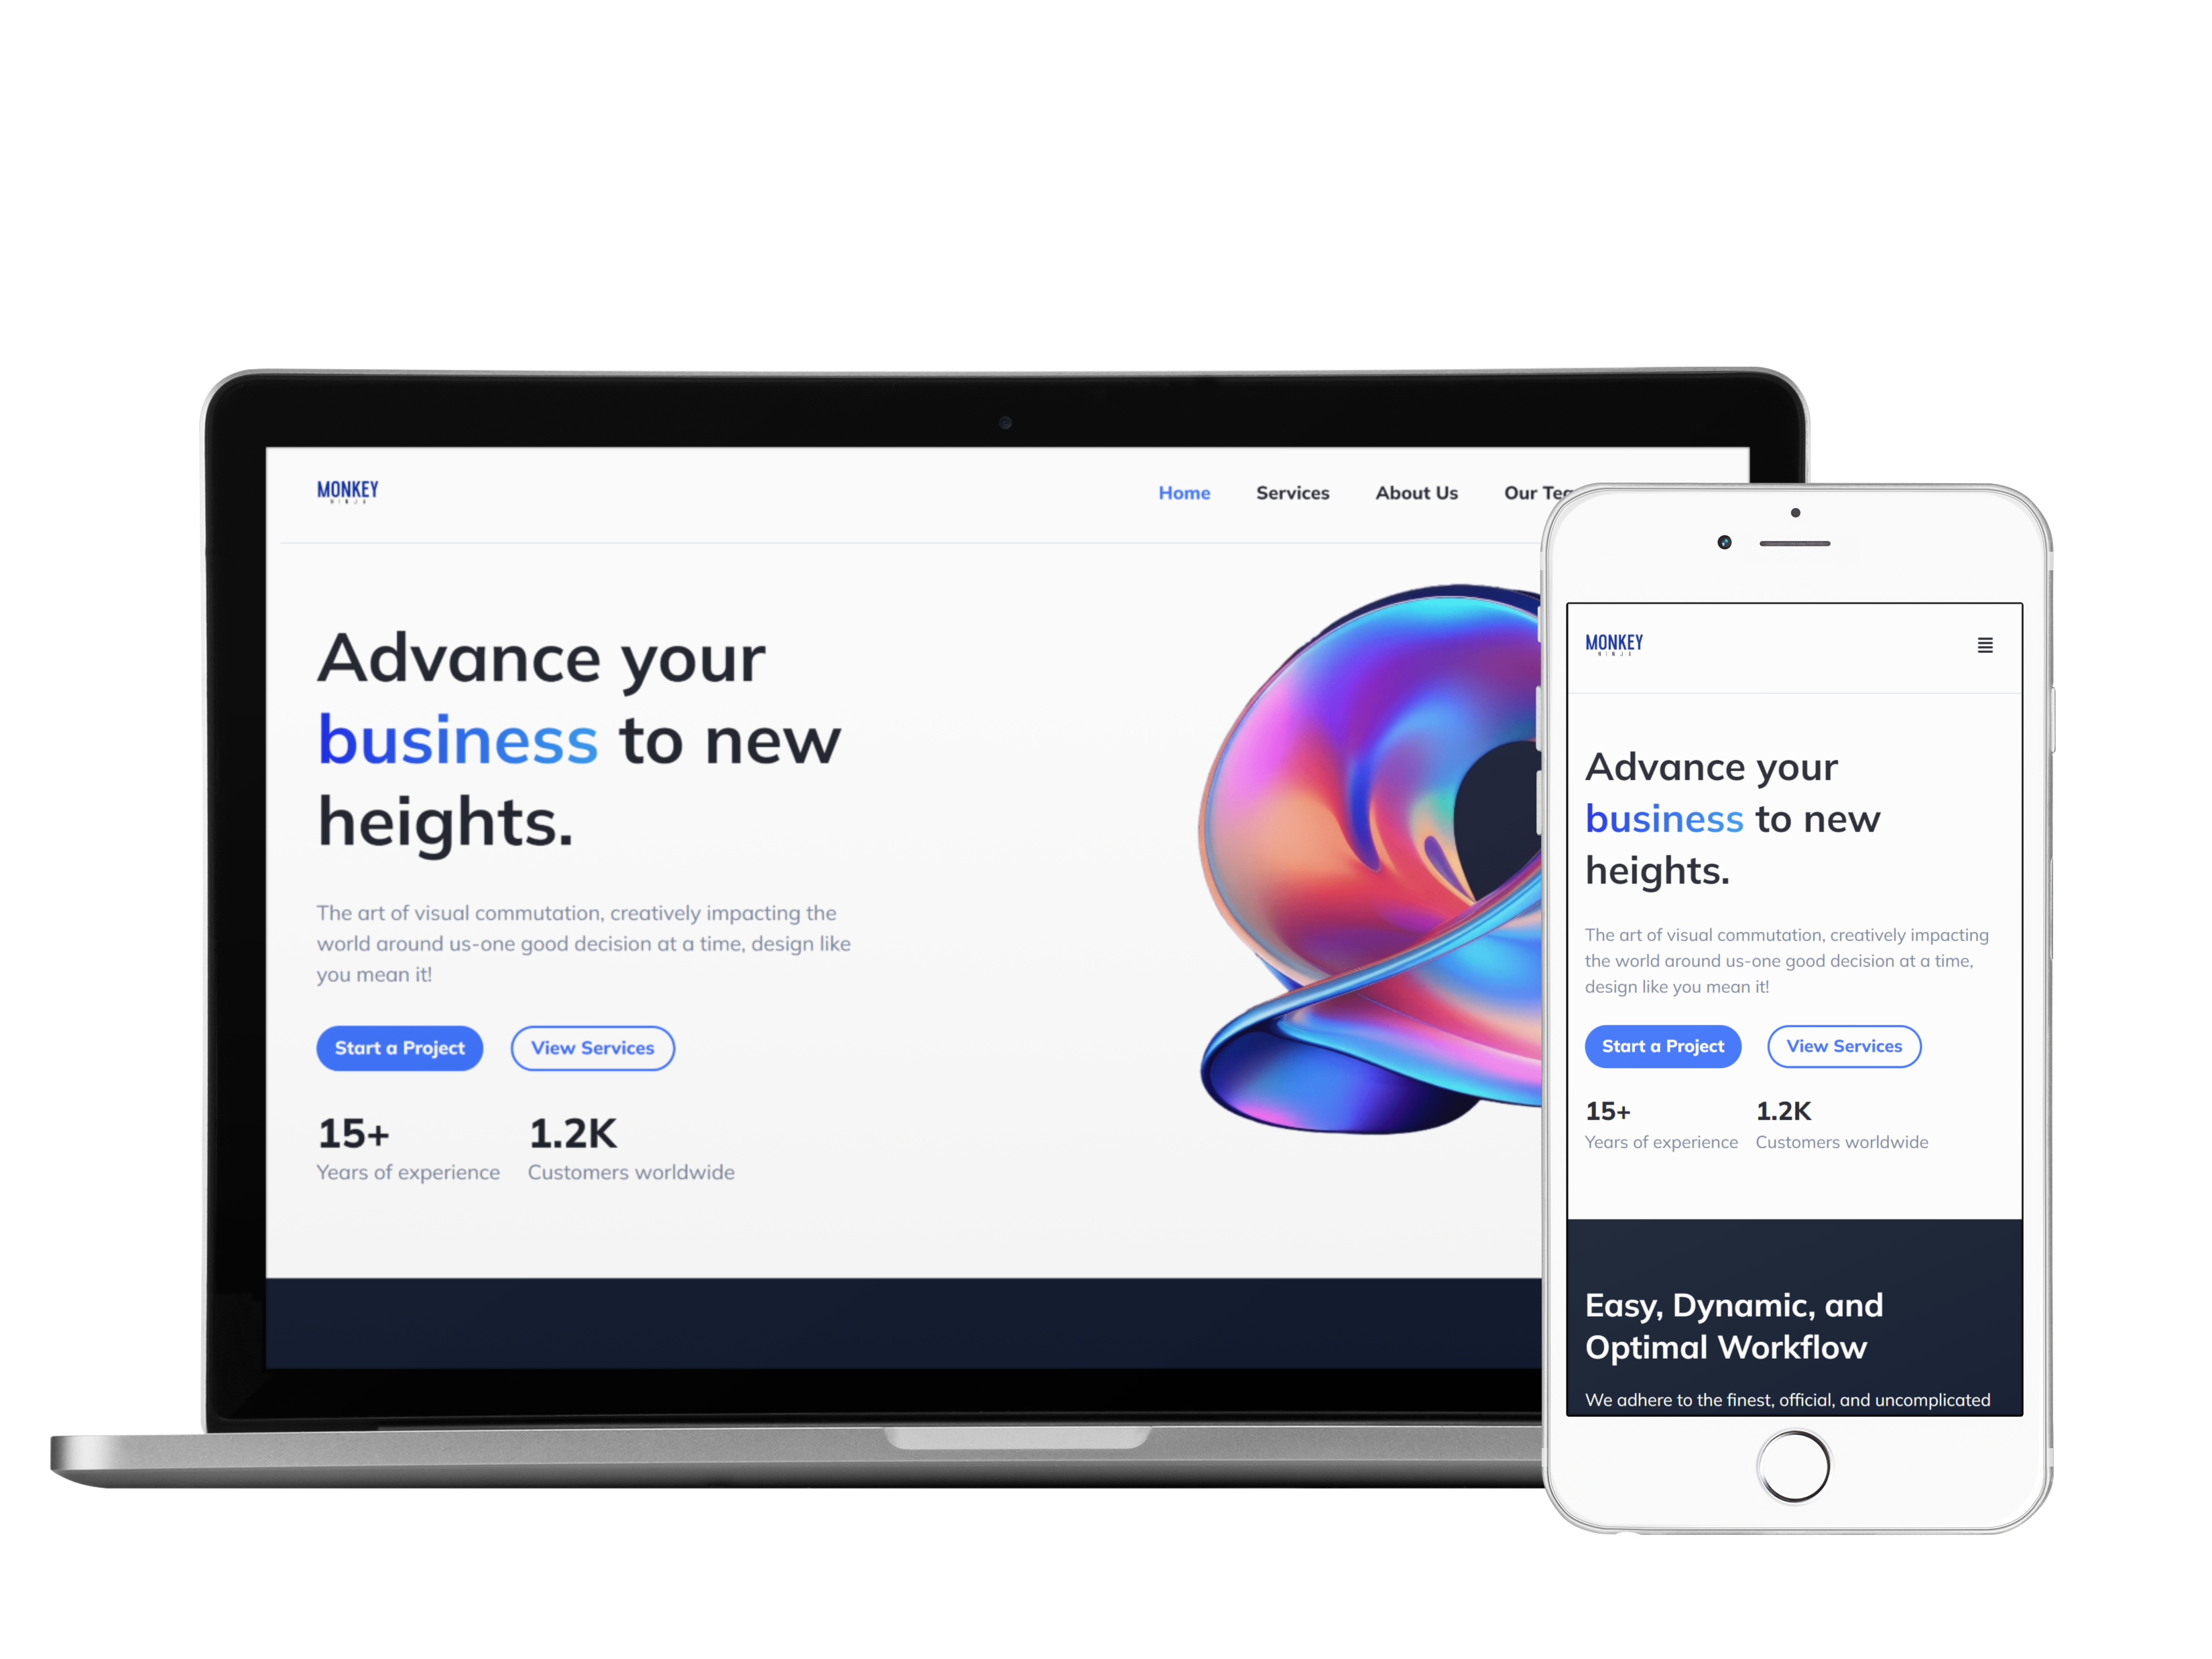 MONKEY
NINJA
Home Services About Us Our Tea
Advance your
business to new
heights.
The art of visual commutation, creatively impacting the
world around us-one good decision at a time, design like
you mean it!
Start a Project View Services
15+ 1.2K
Years of experience Customers worldwide
MONKEY
NINJA
Advance your
business to new
heights.
The art of visual commutation, creatively impacting
the world around us-one good decision at a time,
design like you mean it!
Start a Project View Services
15+ 1.2K
Years of experience Customers worldwide
Easy, Dynamic, and
Optimal Workflow
We adhere to the finest, official, and uncomplicated